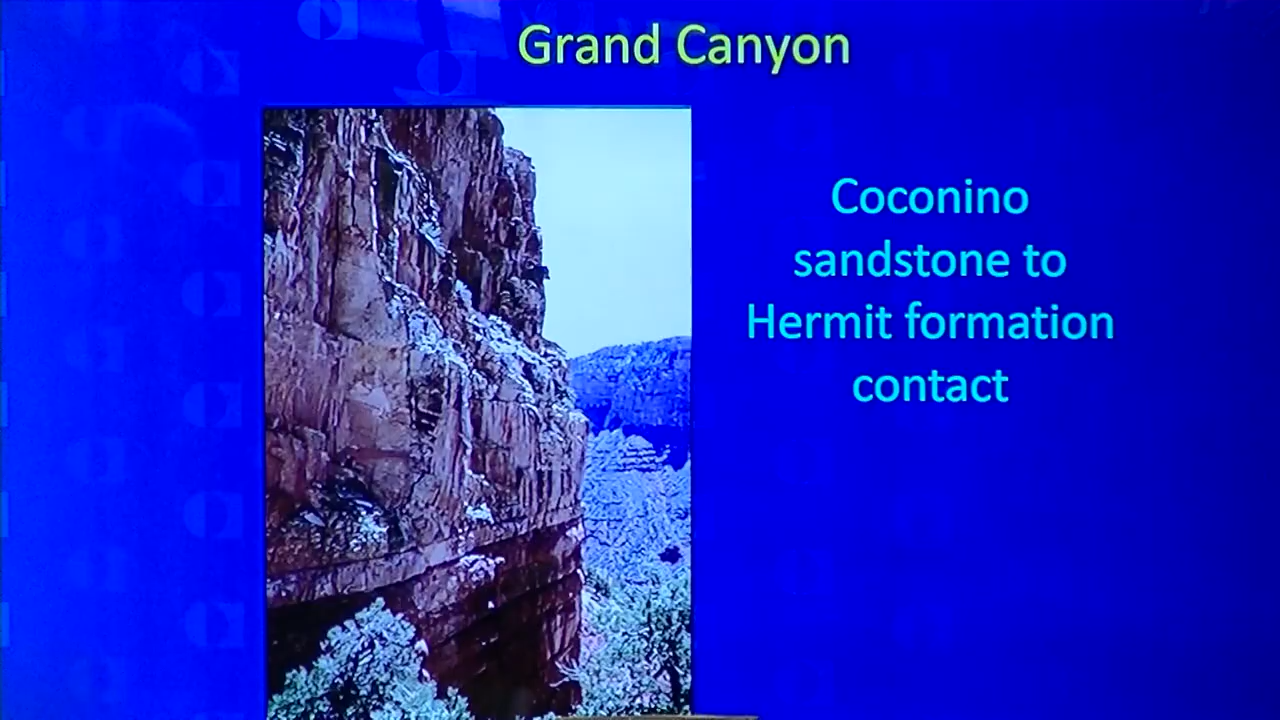 Grand Canyon
Coconino
sandstone to
Hermit formation
contact